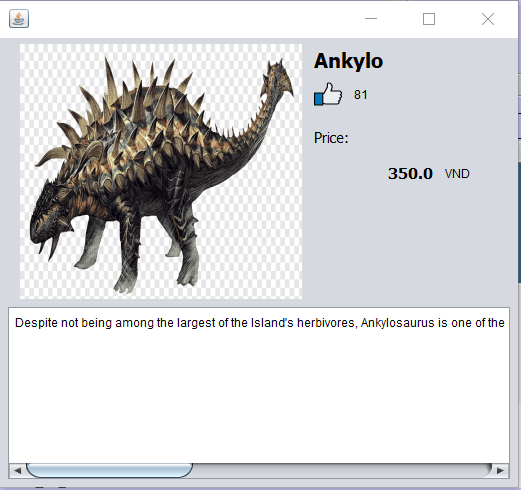 Ankylo
81
Price:
350.0 VND
Despite not being among the largest of the Island's herbivores, Ankylosaurus is one of the